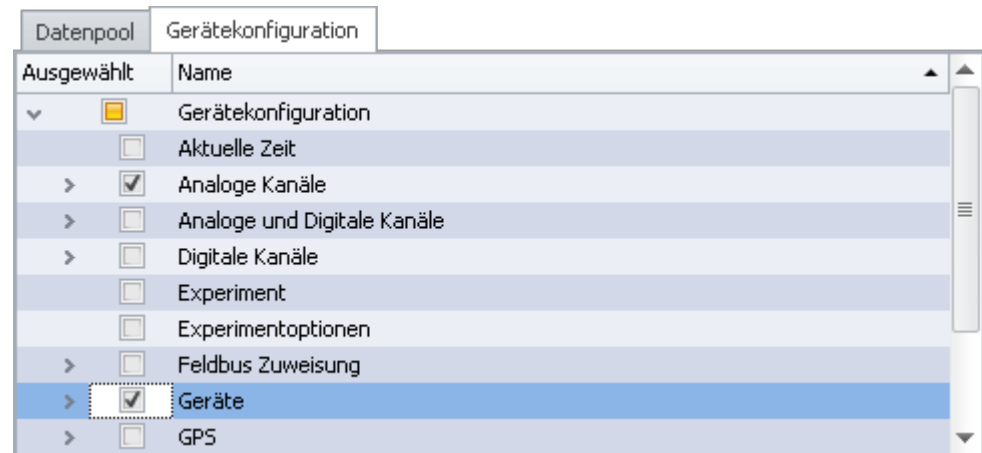 Datenpool Gerätekonfiguration
Ausgewählt Name
Gerätekonfiguration
Aktuelle Zeit
Analoge Kanäle
Analoge und Digitale Kanäle
Digitale Kanäle
Experiment
Experimentoptionen
Feldbus Zuweisung
Geräte
GPS